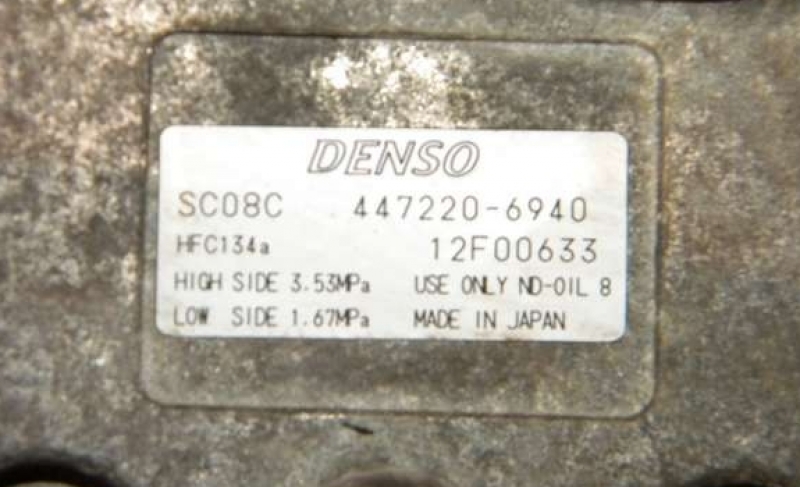 DENSO
SC08C 447220-6940
HFC134a 12F00633
HIGH SIDE 3.53MPa USE ONLY ND-OIL 8
LOW SIDE 1.67MPa MADE IN JAPAN